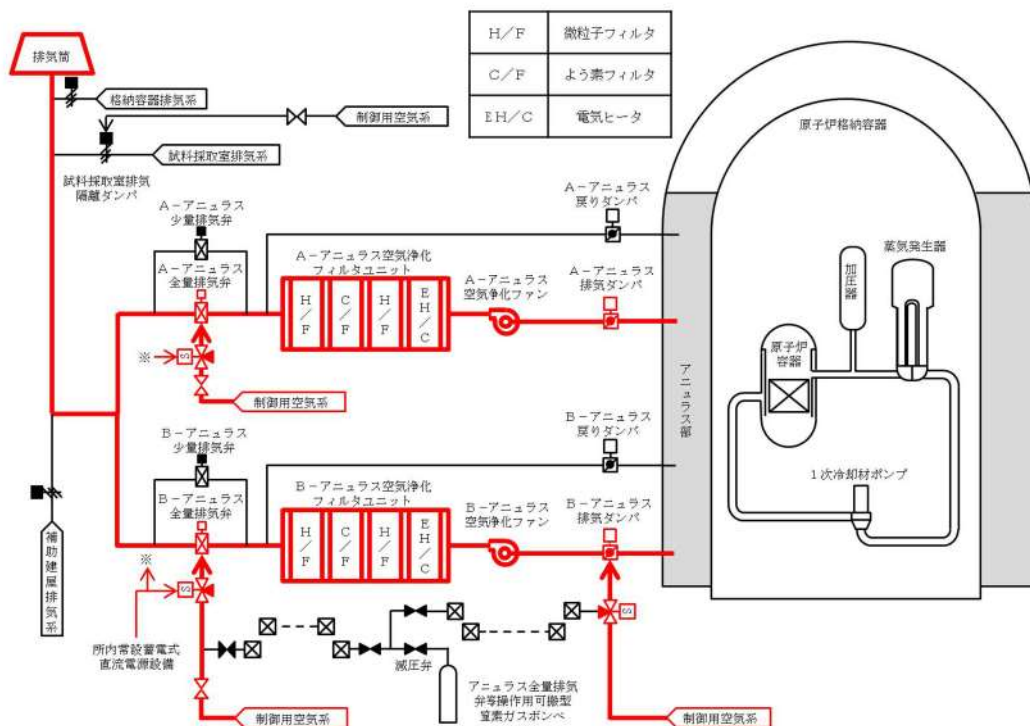 排気筒
格納容器排気系
制御用空気系
試料採取室排気系
試料採取室排気
隔離ダンパ
H/F 微粒子フィルタ
C/F よう素フィルタ
EH/C 電気ヒータ
原子炉格納容器
A-アニュラス
少量排気弁
A-アニュラス
全量排気弁
A-アニュラス空気浄化
フィルタユニット
H/F
C/F
H/F
EH/C
A-アニュラス
空気浄化ファン
A-アニュラス
戻りダンパ
A-アニュラス
排気ダンパ
※
S
制御用空気系
アニュラス部
加圧器
蒸気発生器
原子炉
容器
1次冷却材ポンプ
B-アニュラス
少量排気弁
B-アニュラス
全量排気弁
B-アニュラス空気浄化
フィルタユニット
H/F
C/F
H/F
EH/C
B-アニュラス
空気浄化ファン
B-アニュラス
戻りダンパ
B-アニュラス
排気ダンパ
※
S
S
補助建屋排気系
所内常設蓄電式
直流電源設備
減圧弁
アニュラス全量排気
弁等操作用可搬型
窒素ガスボンベ
制御用空気系
制御用空気系